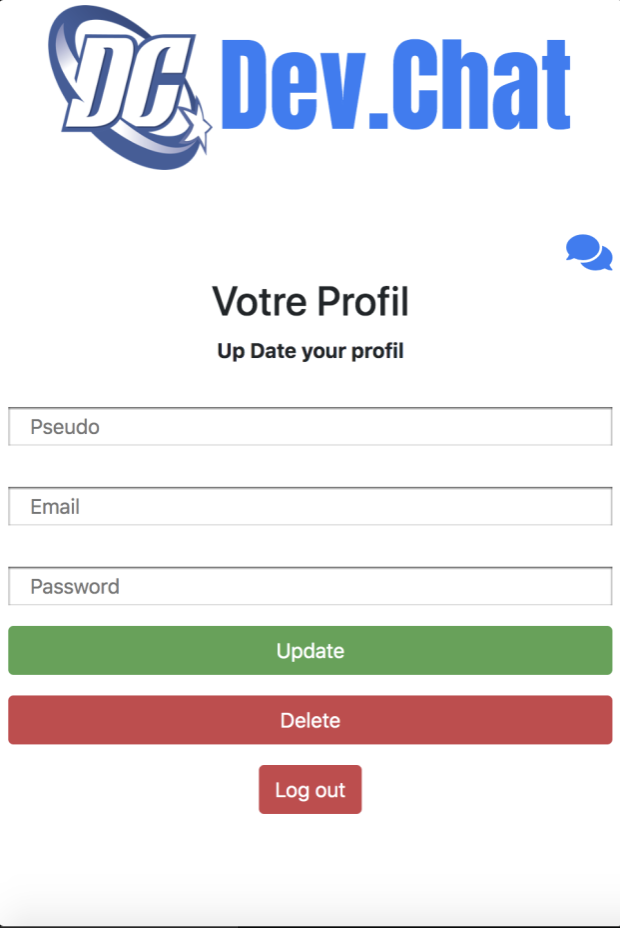 DC Dev.Chat
Votre Profil
Up Date your profil
Pseudo
Email
Password
Update
Delete
Log out